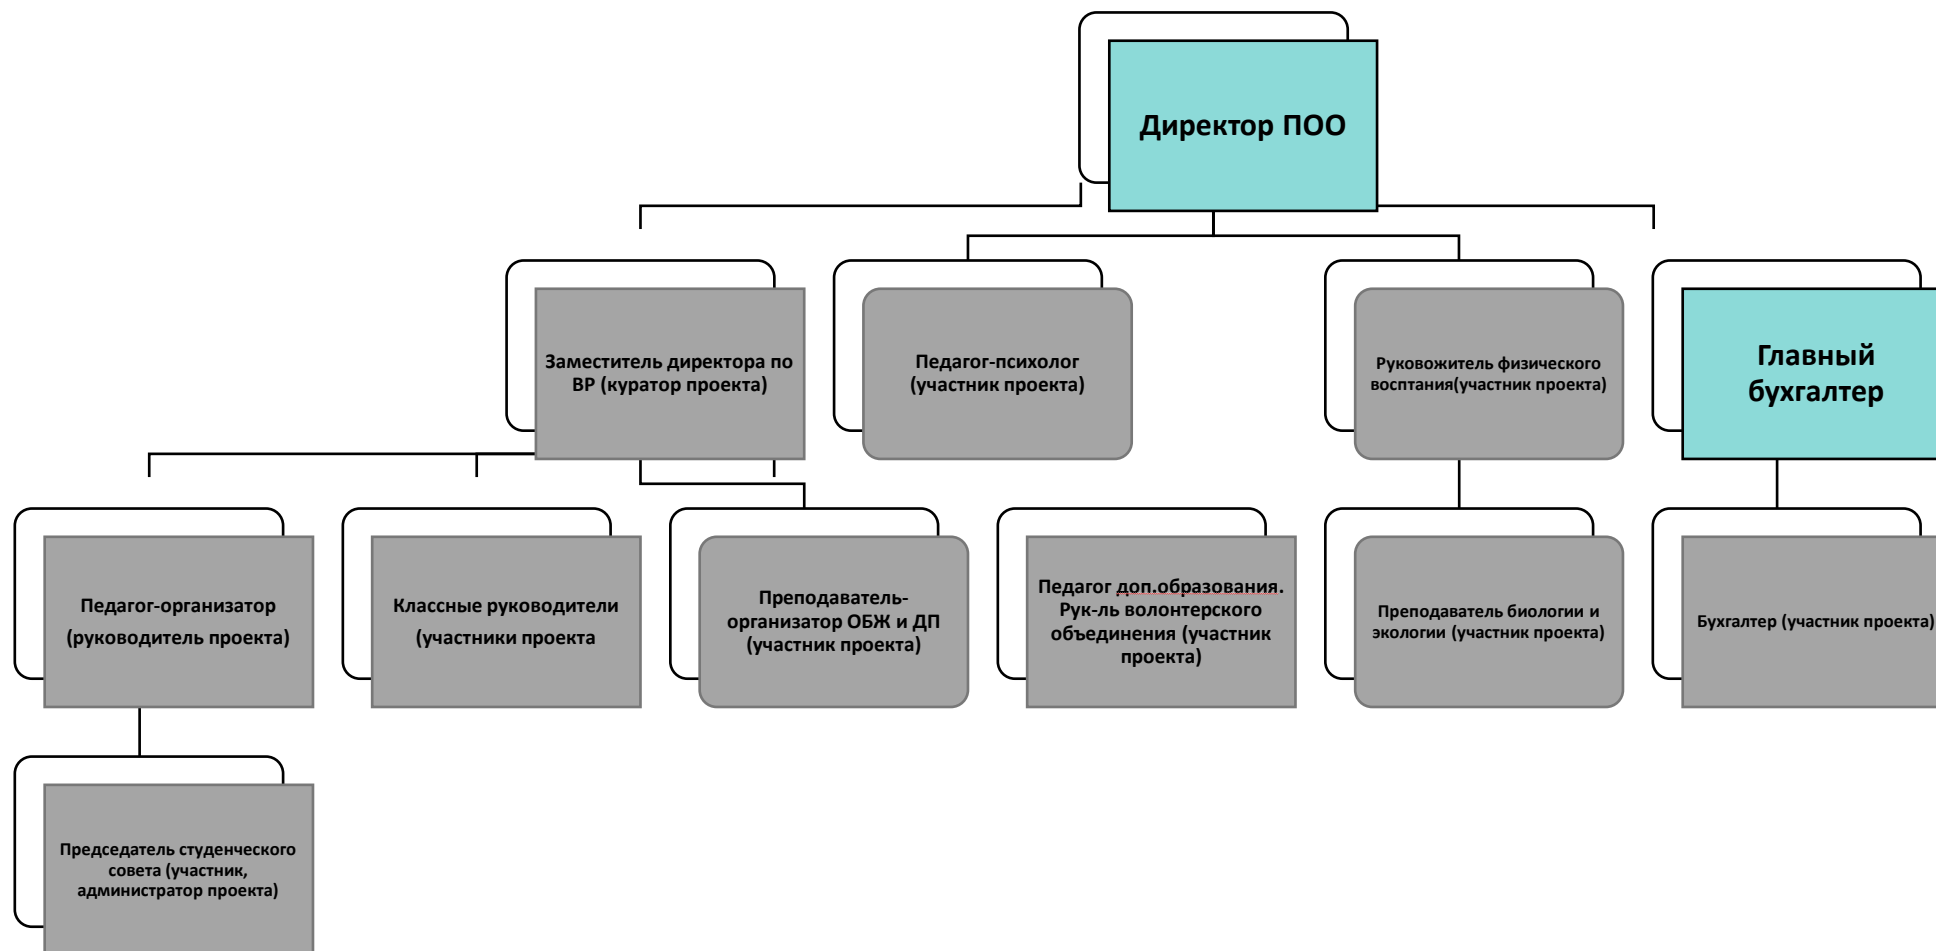 Директор ПОО
Заместитель директора по
ВР (куратор проекта)
Педагог-психолог
(участник проекта)
Руковожитель физического
восптания(участник проекта)
Главный
бухгалтер
Педагог-организатор
(руководитель проекта)
Классные руководители
(участники проекта
Преподаватель-
организатор ОБЖ и ДП
(участник проекта)
Педагог доп.образования.
Рук-ль волонтерского
объединения (участник
проекта)
Преподаватель биологии и
экологии (участник проекта)
Бухгалтер (участник проекта)
Председатель студенческого
совета (участник,
администратор проекта)